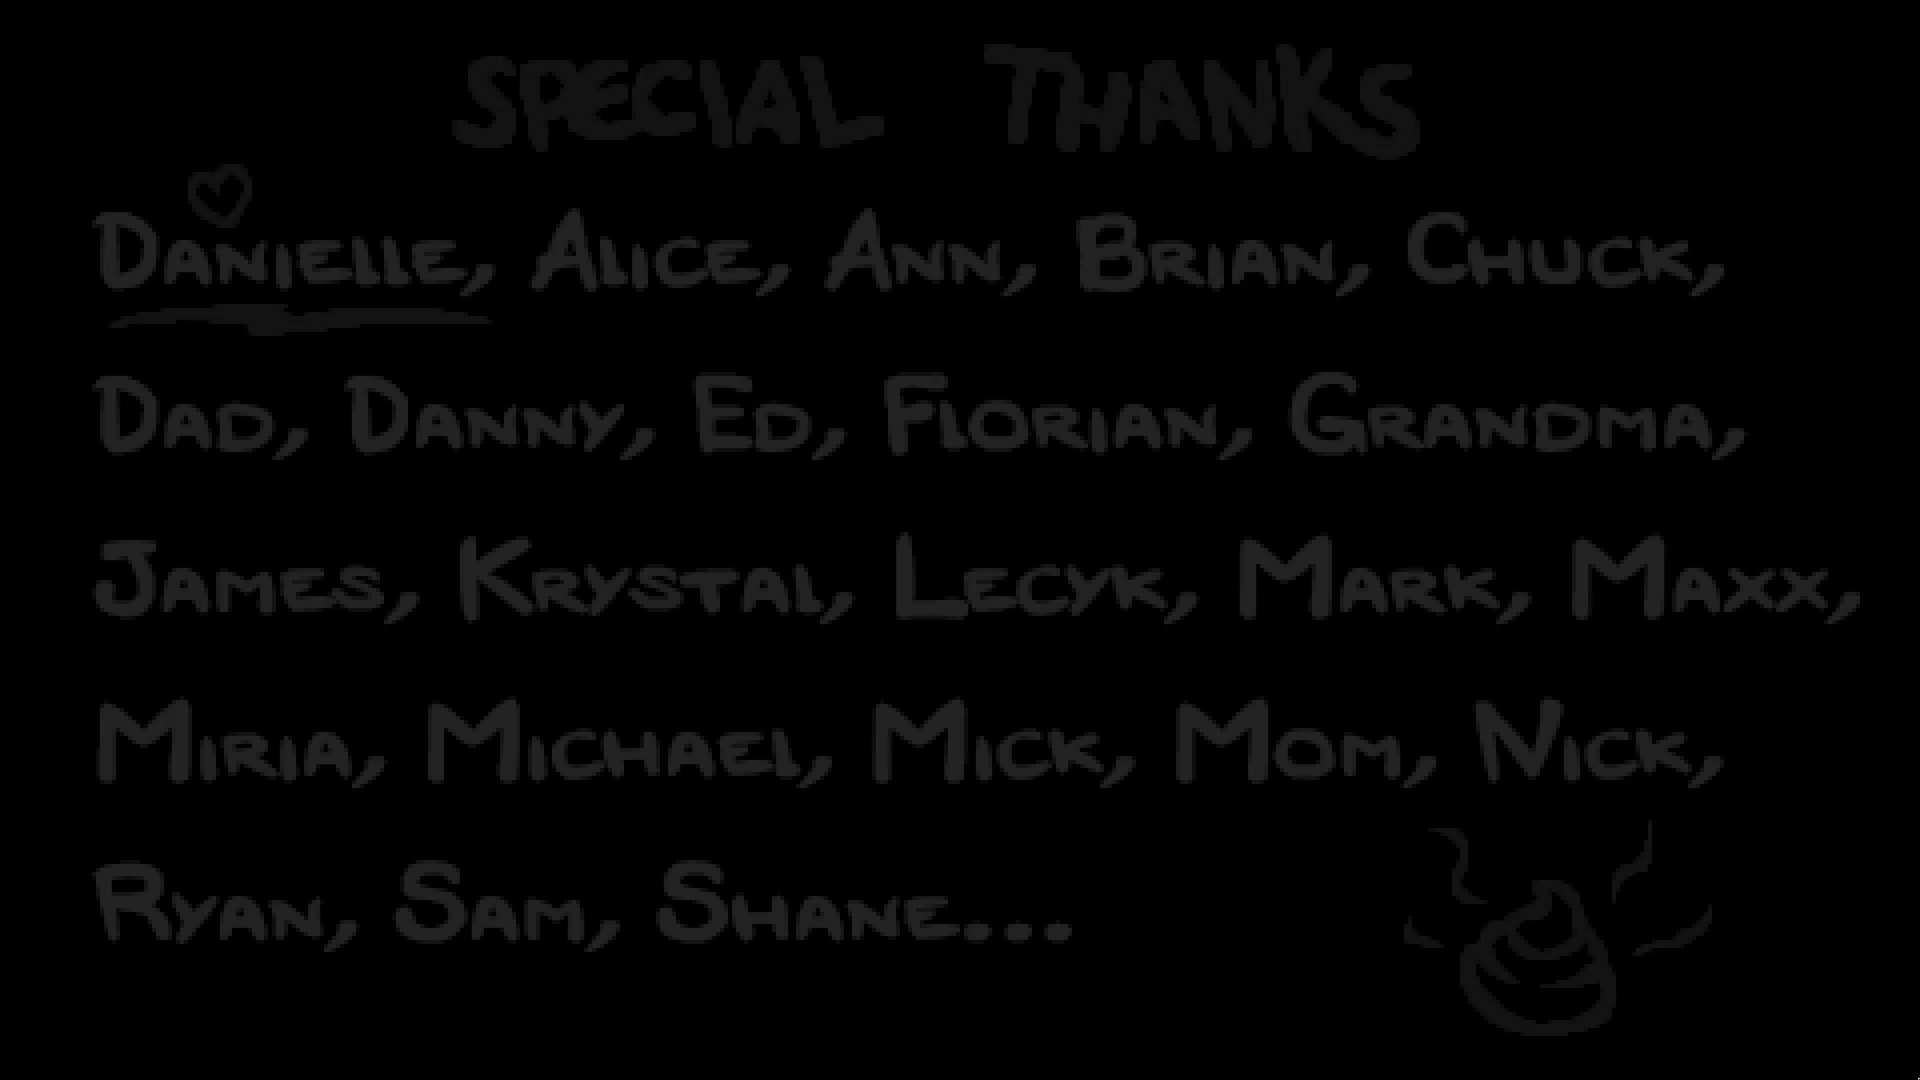 SPECIAL THANKS
DANIELLE, ALICE, ANN, BRIAN, CHUCK,
DAD, DANNY, ED, FLORIAN, GRANDMA,
JAMES, KRYSTAL, LECYK, MARK, MAXX,
MIRIA, MICHAEL, MICK, MOM, NICK,
RYAN, SAM, SHANE...